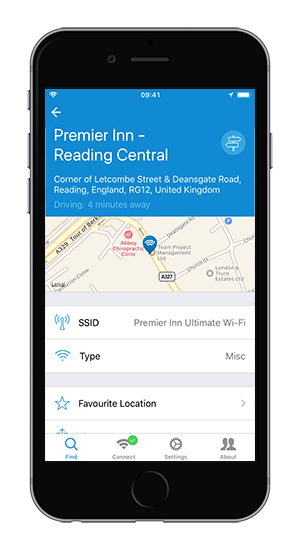 09:41
Premier Inn -
Reading Central
Corner of Letcombe Street & Deansgate Road,
Reading, England, RG12, United Kingdom
Driving: 4 minutes away
A329 Tour of Berk
Deansgate Rd
Abbey
Chiropractic
Clinic
Team Project
Management
Ltd
A327
London &
Trure
Estates Ltd
Church St
Legal
SSID
Premier Inn Ultimate Wi-Fi
Type
Misc
Favourite Location
Find
Connect
Settings
About